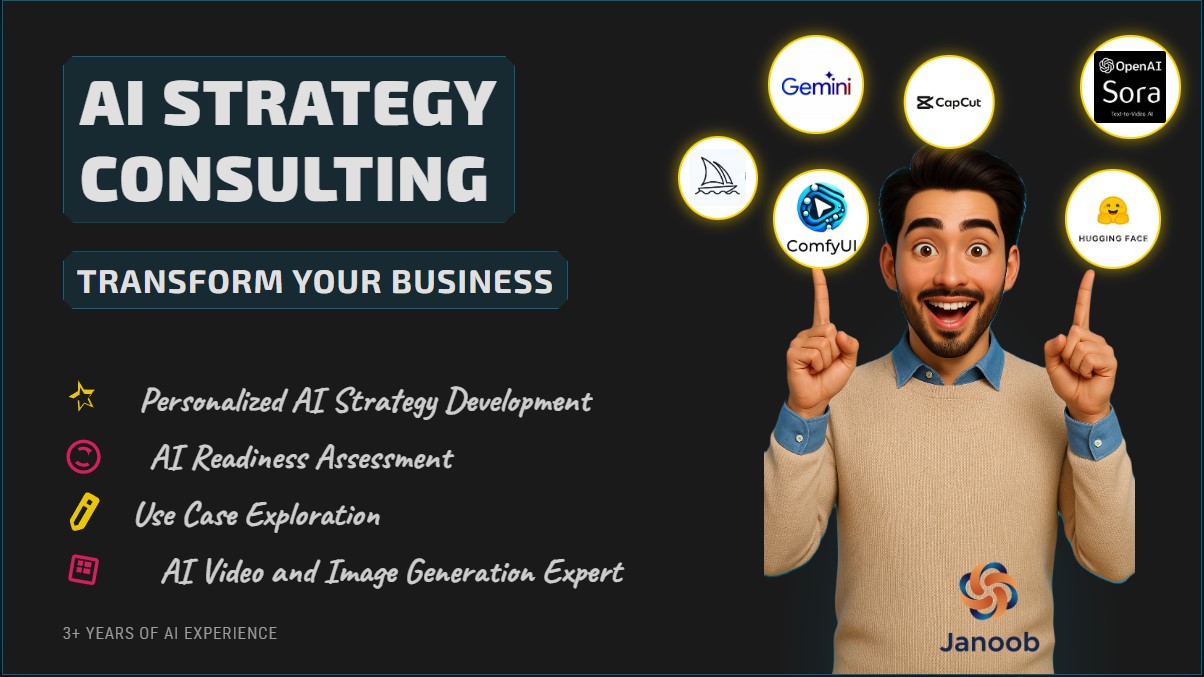 AI STRATEGY
CONSULTING
TRANSFORM YOUR BUSINESS
Personalized AI Strategy Development
AI Readiness Assessment
Use Case Exploration
AI Video and Image Generation Expert
3+ YEARS OF AI EXPERIENCE
Gemini
CapCut
OpenAI
Sora
Text-to-Video AI
ComfyUI
HUGGING FACE
Janoob